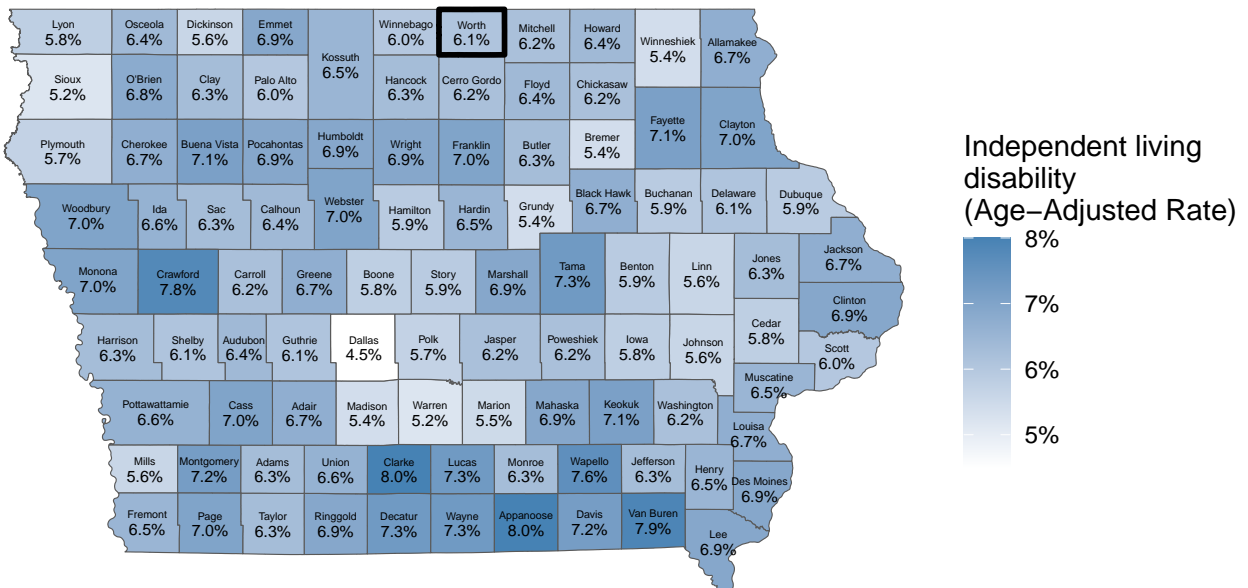 Lyon
5.8%
Osceola
6.4%
Dickinson
5.6%
Emmet
6.9%
Kossuth
6.5%
Winnebago
6.0%
Worth
6.1%
Mitchell
6.2%
Howard
6.4%
Winneshiek
5.4%
Allamakee
6.7%
Sioux
5.2%
O'Brien
6.8%
Clay
6.3%
Palo Alto
6.0%
Hancock
6.3%
Cerro Gordo
6.2%
Floyd
6.4%
Chickasaw
6.2%
Fayette
7.1%
Clayton
7.0%
Plymouth
5.7%
Cherokee
6.7%
Buena Vista
7.1%
Pocahontas
6.9%
Humboldt
6.9%
Wright
6.9%
Franklin
7.0%
Butler
6.3%
Bremer
5.4%
Woodbury
7.0%
Ida
6.6%
Sac
6.3%
Calhoun
6.4%
Webster
7.0%
Hamilton
5.9%
Hardin
6.5%
Grundy
5.4%
Black Hawk
6.7%
Buchanan
5.9%
Delaware
6.1%
Dubuque
5.9%
Monona
7.0%
Crawford
7.8%
Carroll
6.2%
Greene
6.7%
Boone
5.8%
Story
5.9%
Marshall
6.9%
Tama
7.3%
Benton
5.9%
Linn
5.6%
Jones
6.3%
Jackson
6.7%
Clinton
6.9%
Harrison
6.3%
Shelby
6.1%
Audubon
6.4%
Guthrie
6.1%
Dallas
4.5%
Polk
5.7%
Jasper
6.2%
Poweshiek
6.2%
Iowa
5.8%
Johnson
5.6%
Cedar
5.8%
Scott
6.0%
Muscatine
6.5%
Pottawattamie
6.6%
Cass
7.0%
Adair
6.7%
Madison
5.4%
Warren
5.2%
Marion
5.5%
Mahaska
6.9%
Keokuk
7.1%
Washington
6.2%
Louisa
6.7%
Mills
5.6%
Montgomery
7.2%
Adams
6.3%
Union
6.6%
Clarke
8.0%
Lucas
7.3%
Monroe
6.3%
Wapello
7.6%
Jefferson
6.3%
Henry
6.5%
Des Moines
6.9%
Fremont
6.5%
Page
7.0%
Taylor
6.3%
Ringgold
6.9%
Decatur
7.3%
Wayne
7.3%
Appanoose
8.0%
Davis
7.2%
Van Buren
7.9%
Lee
6.9%
Independent living
disability
(Age−Adjusted Rate)
8%
7%
6%
5%